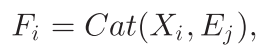 F_i = Cat(X_i, E_j),